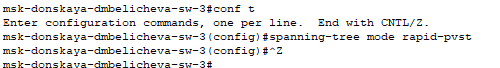 msk-donskaya-dmbelicheva-sw-3#conf t
Enter configuration commands, one per line.  End with CNTL/Z.
msk-donskaya-dmbelicheva-sw-3(config)#spanning-tree mode rapid-pvst
msk-donskaya-dmbelicheva-sw-3(config)#^Z
msk-donskaya-dmbelicheva-sw-3#